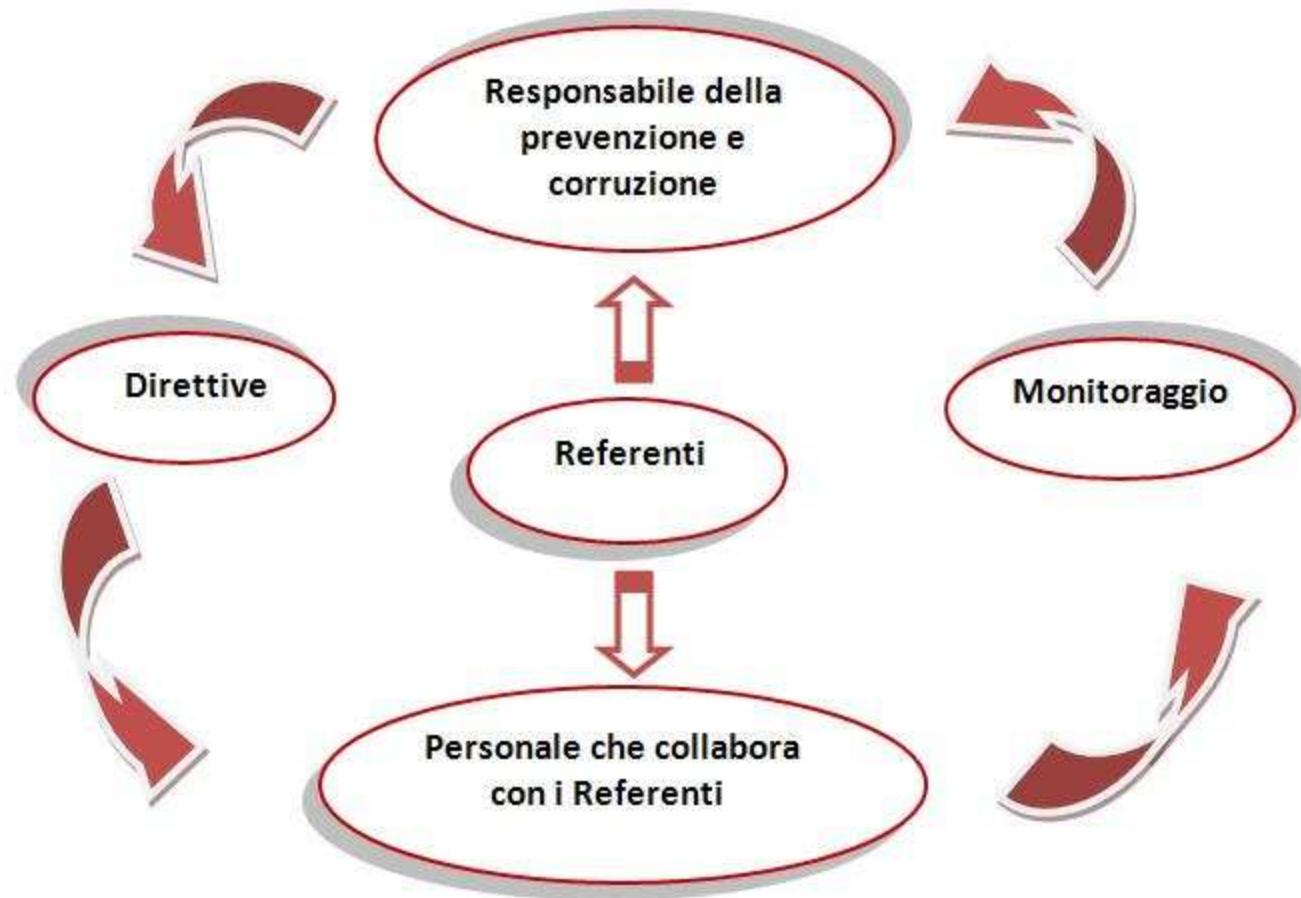 Responsabile della
prevenzione e
corruzione
Direttive
Monitoraggio
Referenti
Personale che collabora
con i Referenti